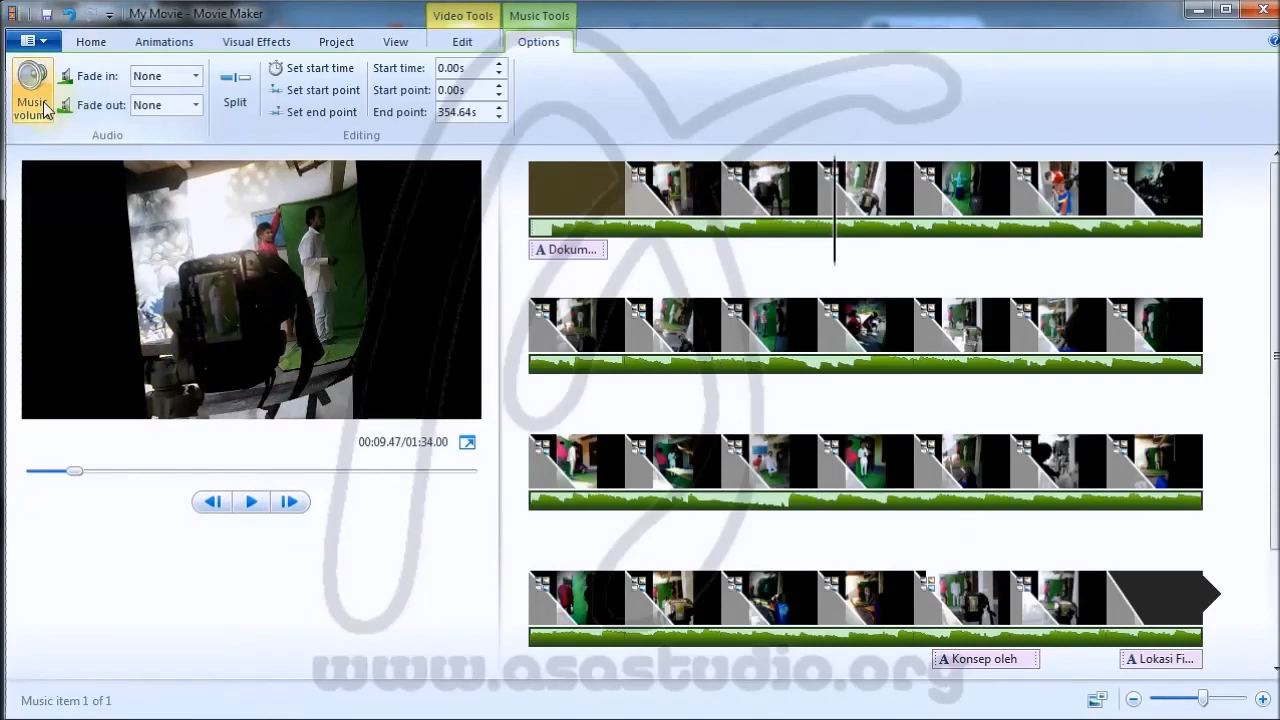 My Movie - Movie Maker
Video Tools
Music Tools
Home
Animations
Visual Effects
Project
View
Edit
Options
Music volume
Fade in: None
Fade out: None
Audio
Split
Set start time
Set start point
Set end point
Start time: 0.00s
Start point: 0.00s
End point: 354.64s
Editing
A Dokum...
00:09.47/01:34.00
A Konsep oleh
A Lokasi Fi...
www.asastudio.org
Music item 1 of 1